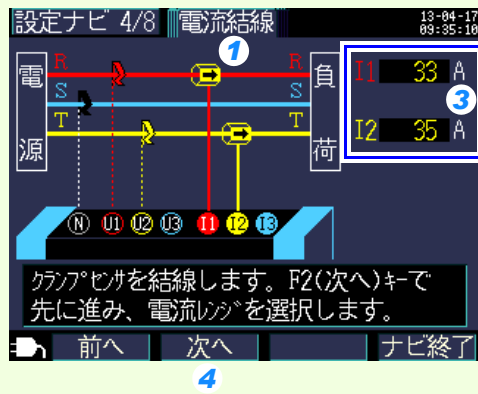 設定ナビ 4/8 電流結線 13-04-17
09:35:10
1
R R
電 負 I1 33 A
S S
3
T T I2 35 A
源 荷
N U1 U2 U3 I1 I2 I3
クランプセンサを結線します。F2(次へ)キーで
先に進み、電流レンジを選択します。
前へ 次へ ナビ終了
4